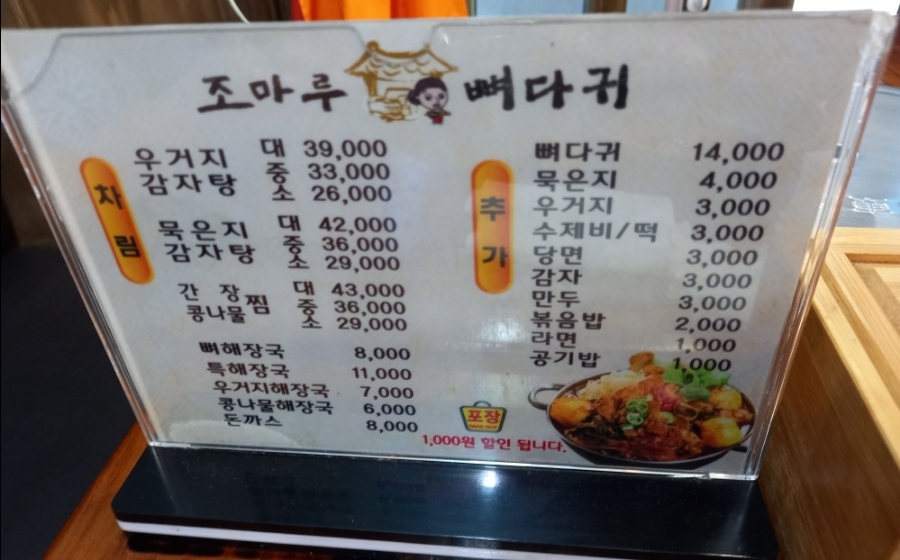 조마루 뼈다귀
차림
우거지 감자탕
대 39,000
중 33,000
소 26,000
묵은지 감자탕
대 42,000
중 36,000
소 29,000
간장 콩나물 찜
대 43,000
중 36,000
소 29,000
뼈해장국 8,000
특해장국 11,000
우거지해장국 7,000
콩나물해장국 6,000
돈까스 8,000
추가
뼈다귀 14,000
묵은지 4,000
우거지 3,000
수제비/떡 3,000
당면 3,000
감자 3,000
만두 3,000
볶음밥 2,000
라면 1,000
공기밥 1,000
포장
1,000원 할인 됩니다.